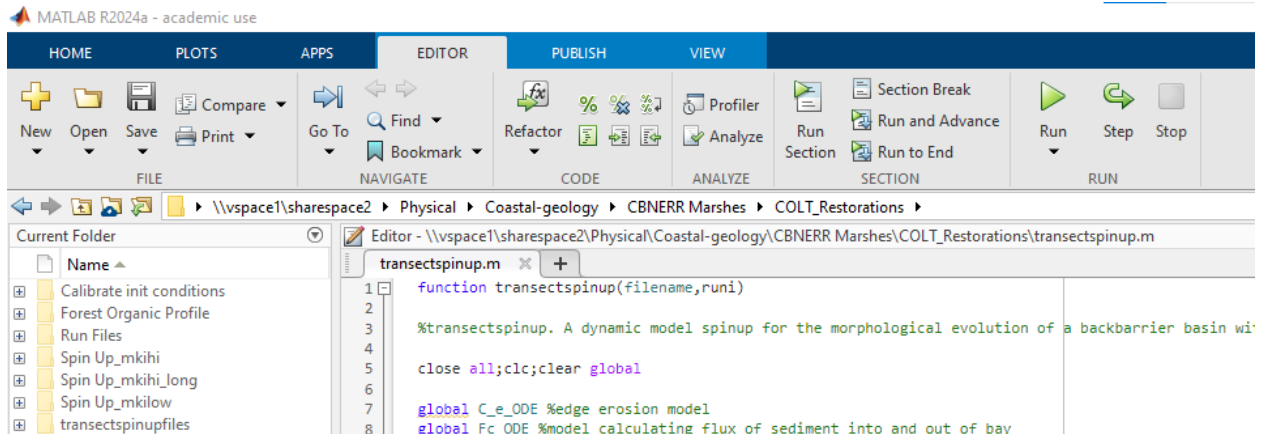 MATLAB R2024a - academic use
HOME PLOTS APPS EDITOR PUBLISH VIEW
New Open Save Compare Print Go To Find Bookmark Refactor fx Profiler Analyze Run Section Section Break Run and Advance Run to End Run Step Stop
FILE NAVIGATE CODE ANALYZE SECTION RUN
\\vspace1\sharespace2 Physical Coastal-geology CBNERR Marshes COLT_Restorations
Current Folder
Editor - \\vspace1\sharespace2\Physical\Coastal-geology\CBNERR Marshes\COLT_Restorations\transectspinup.m
Name
transectspinup.m
Calibrate init conditions
Forest Organic Profile
Run Files
Spin Up_mkihi
Spin Up_mkihi_long
Spin Up_mkilow
transectspinupfiles
1 function transectspinup(filename,runi)
2
3 %transectspinup. A dynamic model spinup for the morphological evolution of a backbarrier basin wi
4
5 close all;clc;clear global
6
7 global C_e_ODE %edge erosion model
8 global Fc_ODE %model calculating flux of sediment into and out of bay